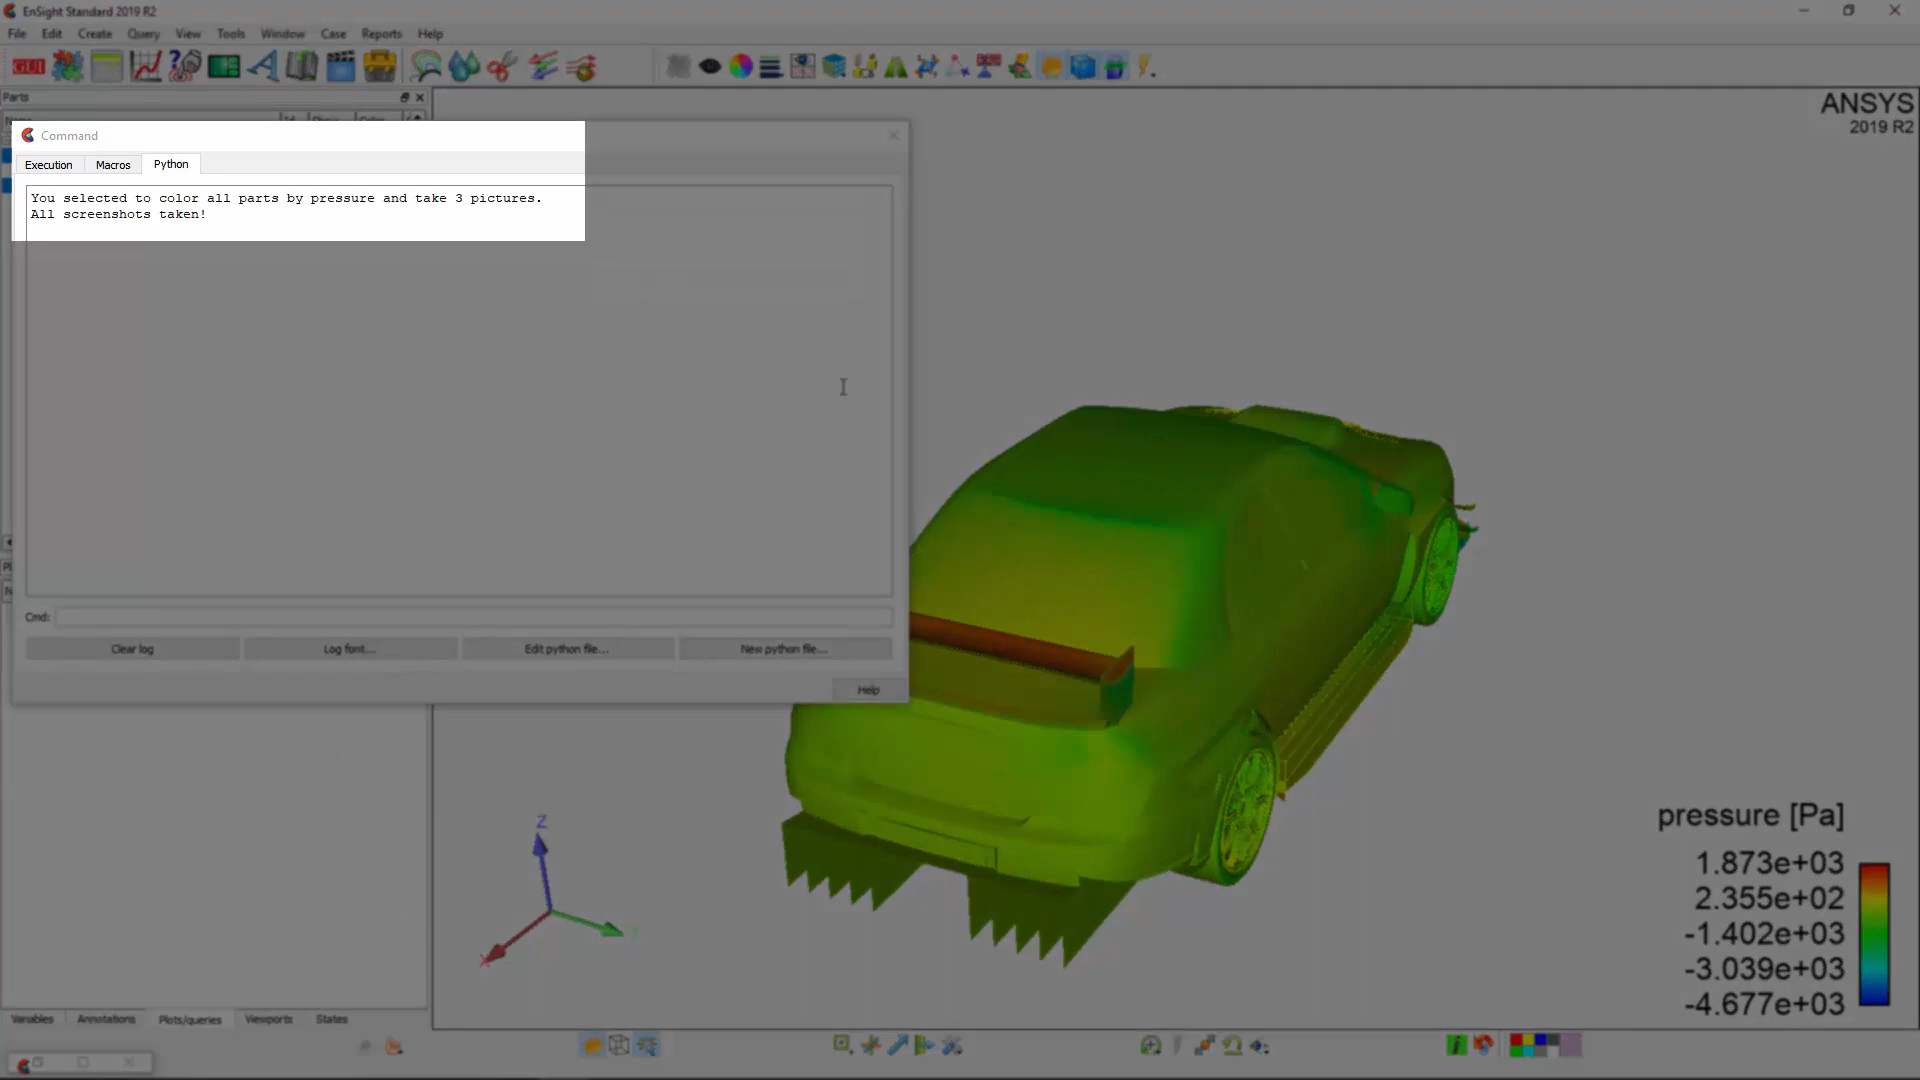 EnSight Standard 2019 R2
File Edit Create Query View Tools Window Case Reports Help
GUI
Parts
ANSYS
2019 R2
Command
Execution Macros Python
You selected to color all parts by pressure and take 3 pictures.
All screenshots taken!
Cmd:
Clear log Log font... Edit python file... New python file...
Help
Z
X
pressure [Pa]
1.873e+03
2.355e+02
-1.402e+03
-3.039e+03
-4.677e+03
Variables Annotations Plots/queries Viewports States